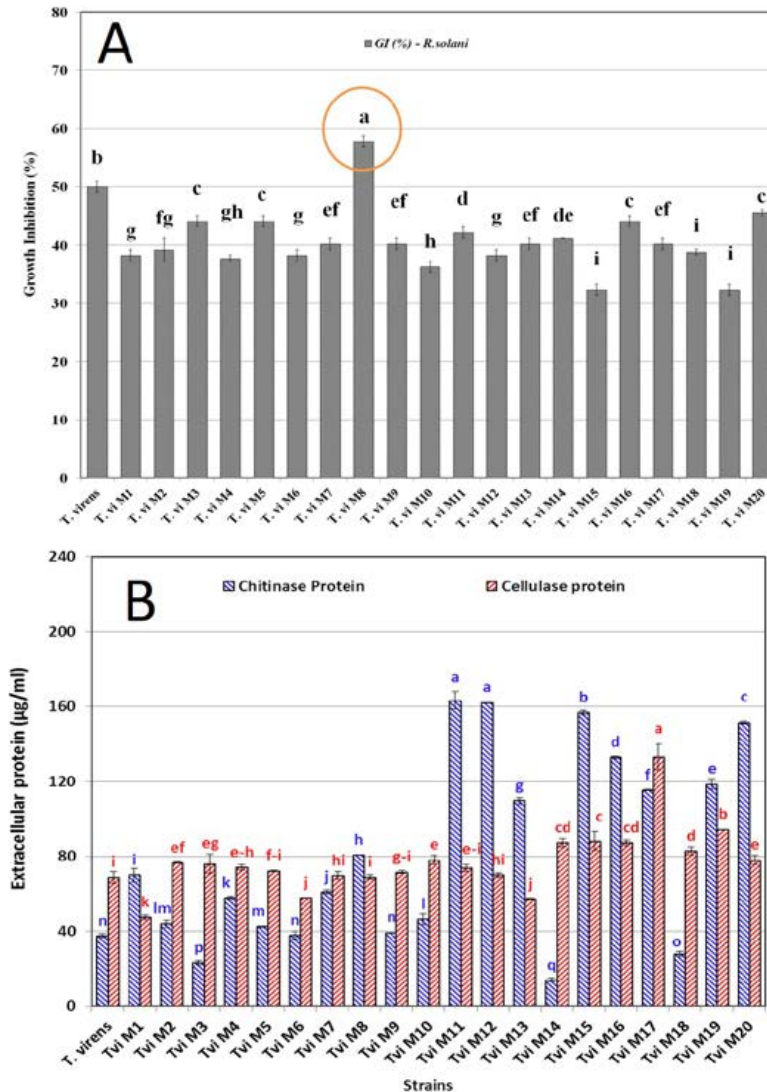 A
GI (%) - R.solani
80
70
60
50
40
30
20
10
0
Growth Inhibition (%)
b g fg c gh c g ef a ef h d g ef de i c ef i i c
T. virens
T. vi M1
T. vi M2
T. vi M3
T. vi M4
T. vi M5
T. vi M6
T. vi M7
T. vi M8
T. vi M9
T. vi M10
T. vi M11
T. vi M12
T. vi M13
T. vi M14
T. vi M15
T. vi M16
T. vi M17
T. vi M18
T. vi M19
T. vi M20
B
Chitinase Protein
Cellulase protein
240
200
160
120
80
40
0
Extracellular protein (µg/ml)
n i i k lm ef p eg k e-h m f-i n j j hi h i n g-i l e a e-i a hi g j q cd b c d cd f a o d e b c e
T. virens
Tvi M1
Tvi M2
Tvi M3
Tvi M4
Tvi M5
Tvi M6
Tvi M7
Tvi M8
Tvi M9
Tvi M10
Tvi M11
Tvi M12
Tvi M13
Tvi M14
Tvi M15
Tvi M16
Tvi M17
Tvi M18
Tvi M19
Tvi M20
Strains